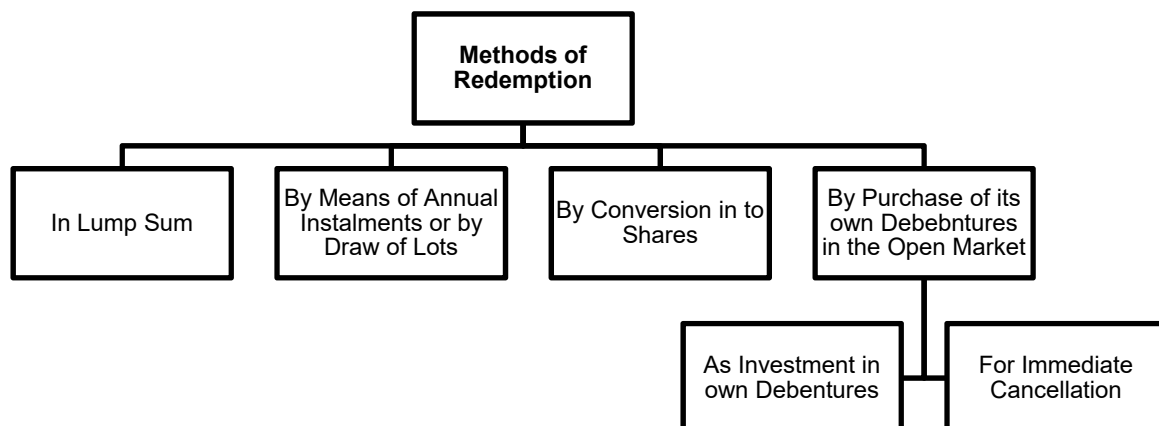 Methods of
Redemption
In Lump Sum
By Means of Annual
Instalments or by
Draw of Lots
By Conversion in to
Shares
By Purchase of its
own Debebntures
in the Open Market
As Investment in
own Debentures
For Immediate
Cancellation